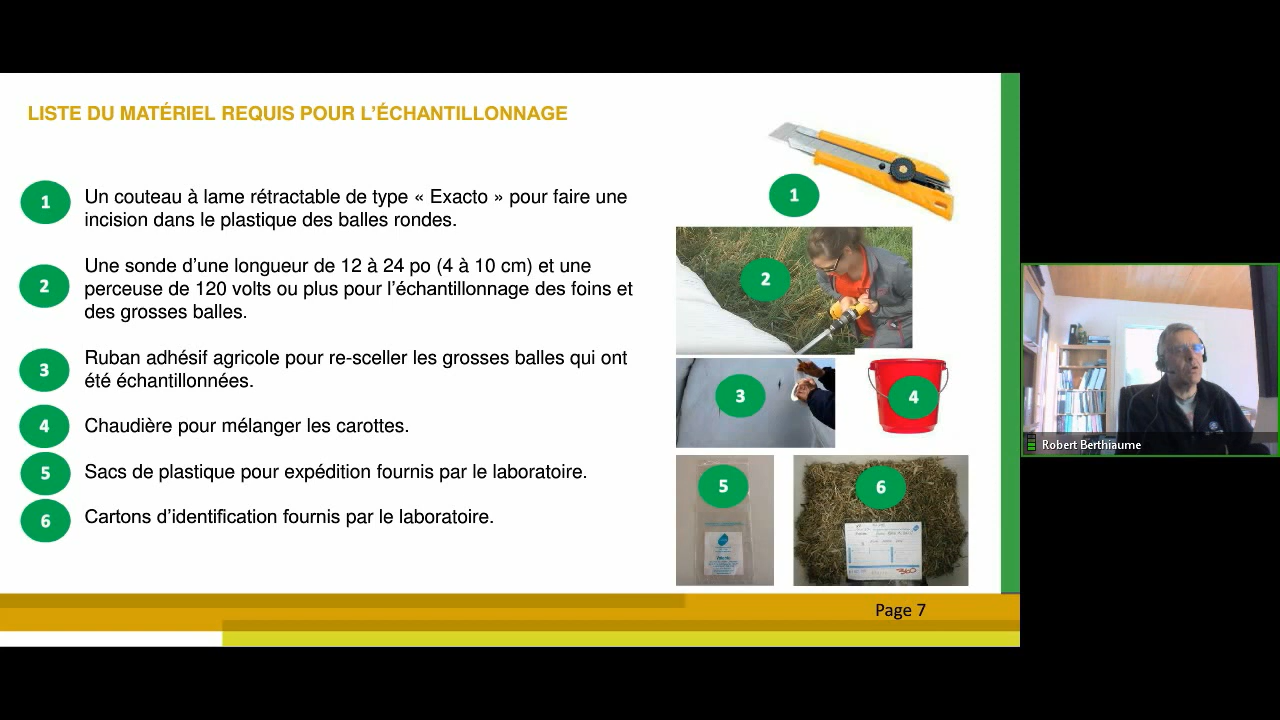 LISTE DU MATÉRIEL REQUIS POUR L’ÉCHANTILLONNAGE
1
Un couteau à lame rétractable de type « Exacto » pour faire une
incision dans le plastique des balles rondes.
2
Une sonde d’une longueur de 12 à 24 po (4 à 10 cm) et une
perceuse de 120 volts ou plus pour l’échantillonnage des foins et
des grosses balles.
3
Ruban adhésif agricole pour re-sceller les grosses balles qui ont
été échantillonnées.
4
Chaudière pour mélanger les carottes.
5
Sacs de plastique pour expédition fournis par le laboratoire.
6
Cartons d’identification fournis par le laboratoire.
1
2
3
4
5
6
360
Page 7
Robert Berthiaume